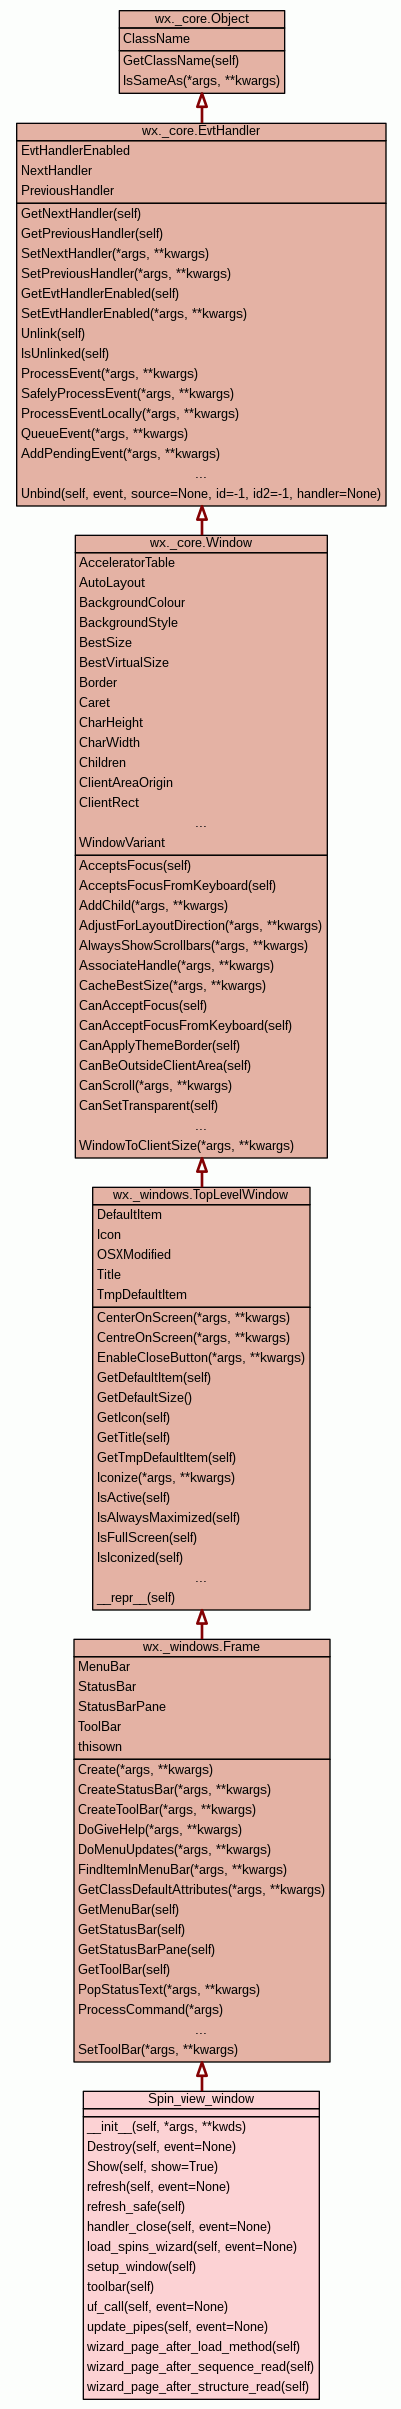 wx._core.Object
ClassName
GetClassName(self)
IsSameAs(*args, **kwargs)
wx._core.EvtHandler
EvtHandlerEnabled
NextHandler
PreviousHandler
GetNextHandler(self)
GetPreviousHandler(self)
SetNextHandler(*args, **kwargs)
SetPreviousHandler(*args, **kwargs)
GetEvtHandlerEnabled(self)
SetEvtHandlerEnabled(*args, **kwargs)
Unlink(self)
IsUnlinked(self)
ProcessEvent(*args, **kwargs)
SafelyProcessEvent(*args, **kwargs)
ProcessEventLocally(*args, **kwargs)
QueueEvent(*args, **kwargs)
AddPendingEvent(*args, **kwargs)
...
Unbind(self, event, source=None, id=-1, id2=-1, handler=None)
wx._core.Window
AcceleratorTable
AutoLayout
BackgroundColour
BackgroundStyle
BestSize
BestVirtualSize
Border
Caret
CharHeight
CharWidth
Children
ClientAreaOrigin
ClientRect
...
WindowVariant
AcceptsFocus(self)
AcceptsFocusFromKeyboard(self)
AddChild(*args, **kwargs)
AdjustForLayoutDirection(*args, **kwargs)
AlwaysShowScrollbars(*args, **kwargs)
AssociateHandle(*args, **kwargs)
CacheBestSize(*args, **kwargs)
CanAcceptFocus(self)
CanAcceptFocusFromKeyboard(self)
CanApplyThemeBorder(self)
CanBeOutsideClientArea(self)
CanScroll(*args, **kwargs)
CanSetTransparent(self)
...
WindowToClientSize(*args, **kwargs)
wx._windows.TopLevelWindow
DefaultItem
Icon
OSXModified
Title
TmpDefaultItem
CenterOnScreen(*args, **kwargs)
CentreOnScreen(*args, **kwargs)
EnableCloseButton(*args, **kwargs)
GetDefaultItem(self)
GetDefaultSize()
GetIcon(self)
GetTitle(self)
GetTmpDefaultItem(self)
Iconize(*args, **kwargs)
IsActive(self)
IsAlwaysMaximized(self)
IsFullScreen(self)
IsIconized(self)
...
__repr__(self)
wx._windows.Frame
MenuBar
StatusBar
StatusBarPane
ToolBar
thisown
Create(*args, **kwargs)
CreateStatusBar(*args, **kwargs)
CreateToolBar(*args, **kwargs)
DoGiveHelp(*args, **kwargs)
DoMenuUpdates(*args, **kwargs)
FindItemInMenuBar(*args, **kwargs)
GetClassDefaultAttributes(*args, **kwargs)
GetMenuBar(self)
GetStatusBar(self)
GetStatusBarPane(self)
GetToolBar(self)
PopStatusText(*args, **kwargs)
ProcessCommand(*args)
...
SetToolBar(*args, **kwargs)
Spin_view_window
__init__(self, *args, **kwds)
Destroy(self, event=None)
Show(self, show=True)
refresh(self, event=None)
refresh_safe(self)
handler_close(self, event=None)
load_spins_wizard(self, event=None)
setup_window(self)
toolbar(self)
uf_call(self, event=None)
update_pipes(self, event=None)
wizard_page_after_load_method(self)
wizard_page_after_sequence_read(self)
wizard_page_after_structure_read(self)